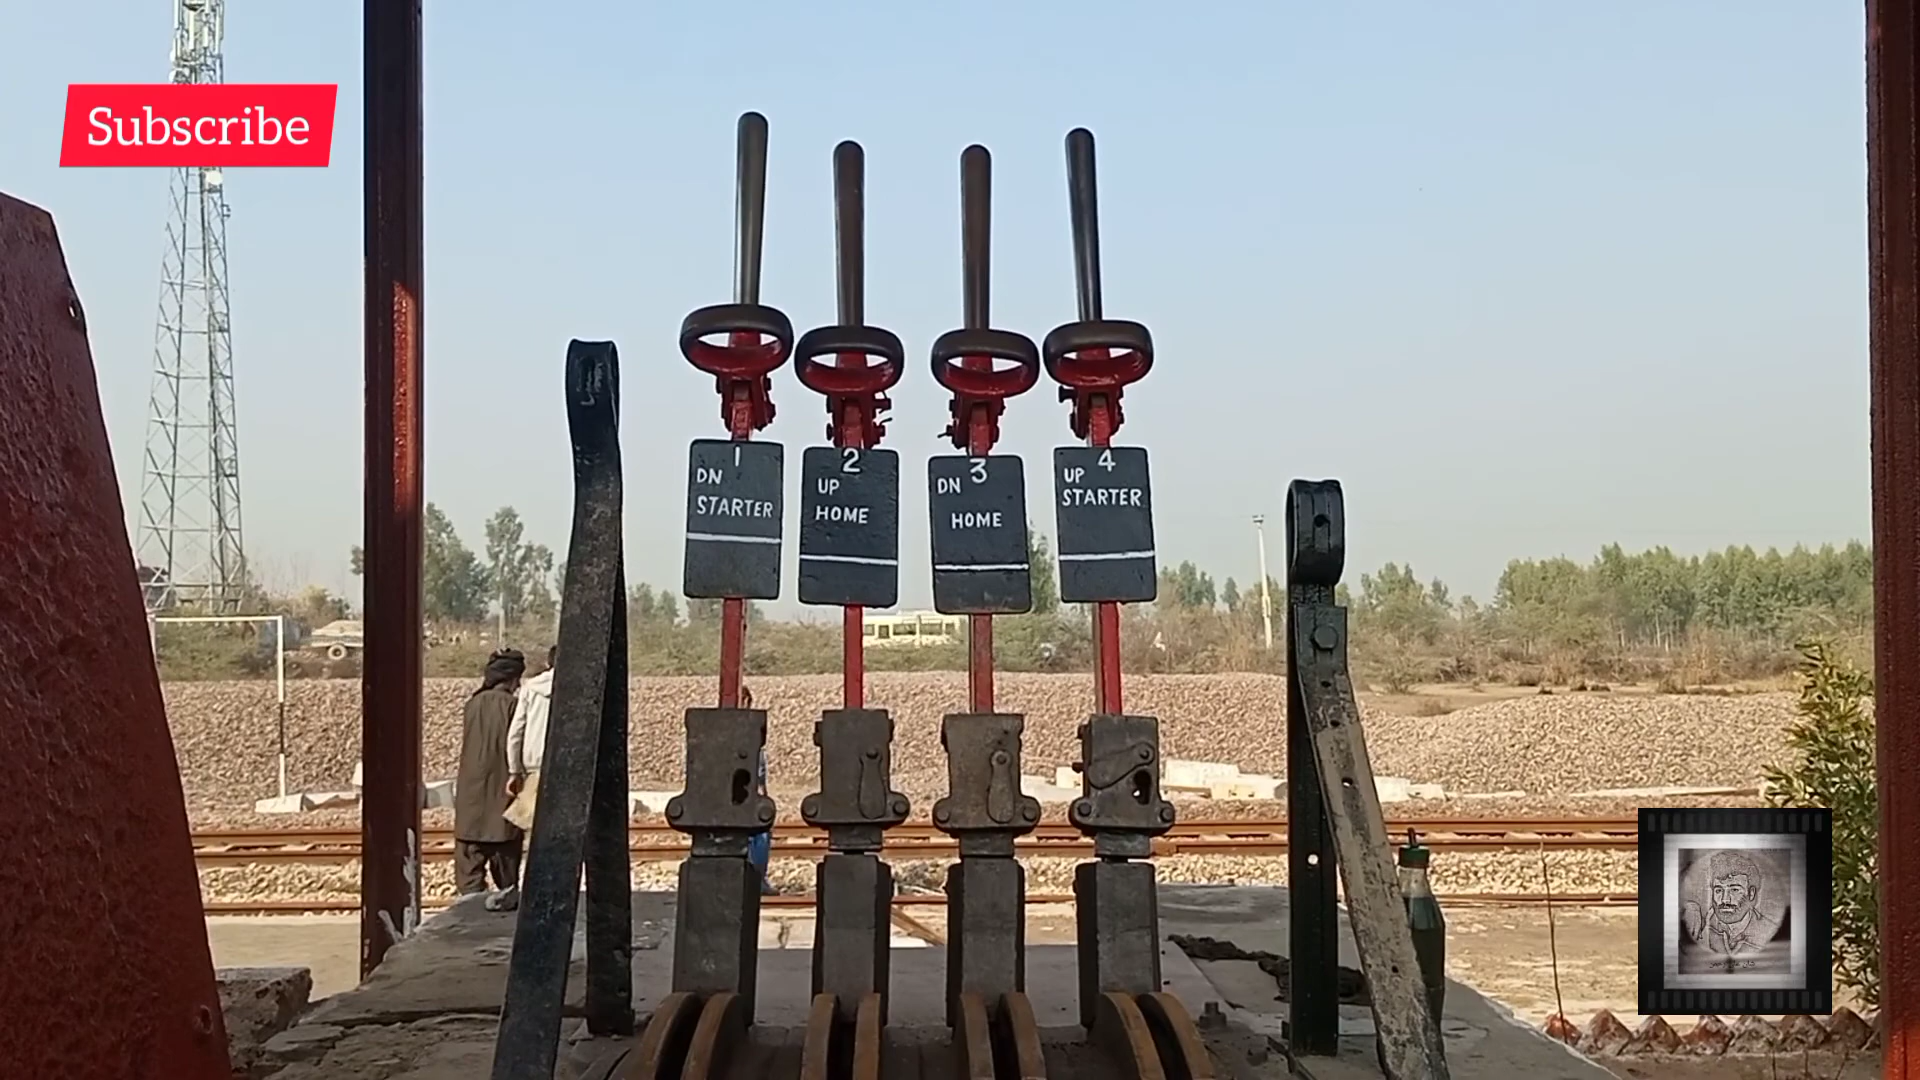 Subscribe
1
DN
STARTER
2
UP
HOME
3
DN
HOME
4
UP
STARTER